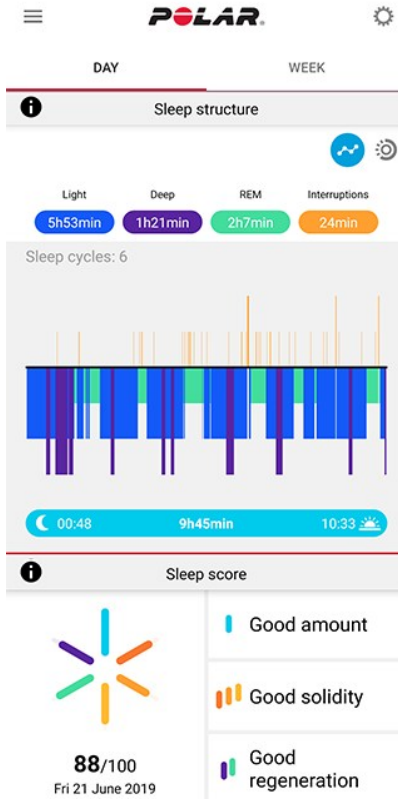 POLAR.
DAY WEEK
Sleep structure
Light Deep REM Interruptions
5h53min 1h21min 2h7min 24min
Sleep cycles: 6
00:48 9h45min 10:33
Sleep score
Good amount
Good solidity
Good
regeneration
88/100
Fri 21 June 2019